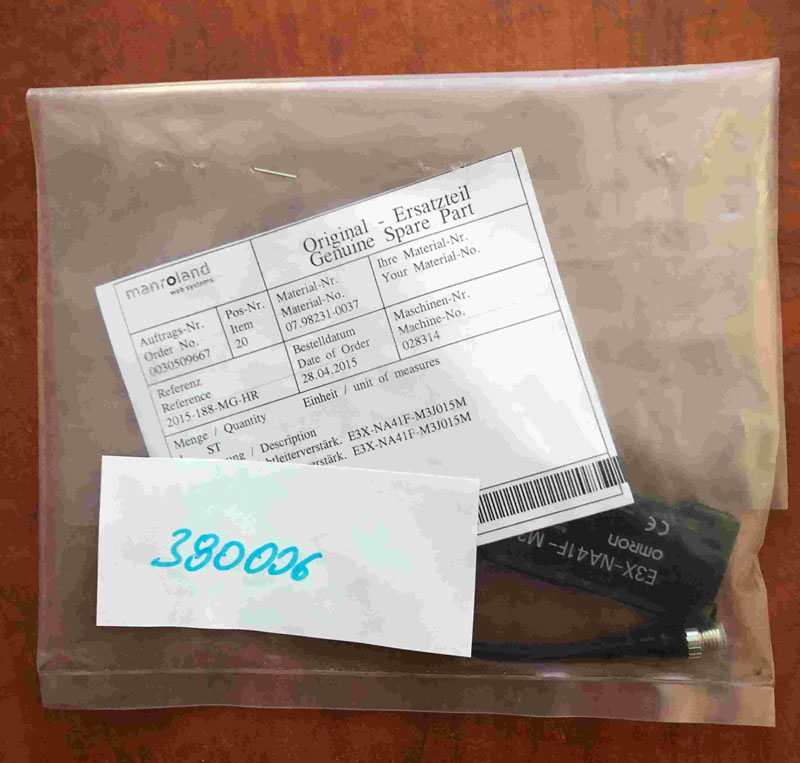 manroland
web systems
Original - Ersatzteil
Genuine Spare Part
Auftrags-Nr.
Order No.
0030509667
Pos-Nr.
Item
20
Material-Nr.
Material-No.
07.98231-0037
Ihre Material-Nr.
Your Material-No.
Referenz
Reference
2015-188-MG-HR
Bestelldatum
Date of Order
28.04.2015
Maschinen-Nr.
Machine-No.
028314
Menge / Quantity
Einheit / unit of measures
ST
/ Description
E3X-NA41F-M3J015M
E3X-NA41F-M3J015M
380006
E3X-NA41F-
omron
CE